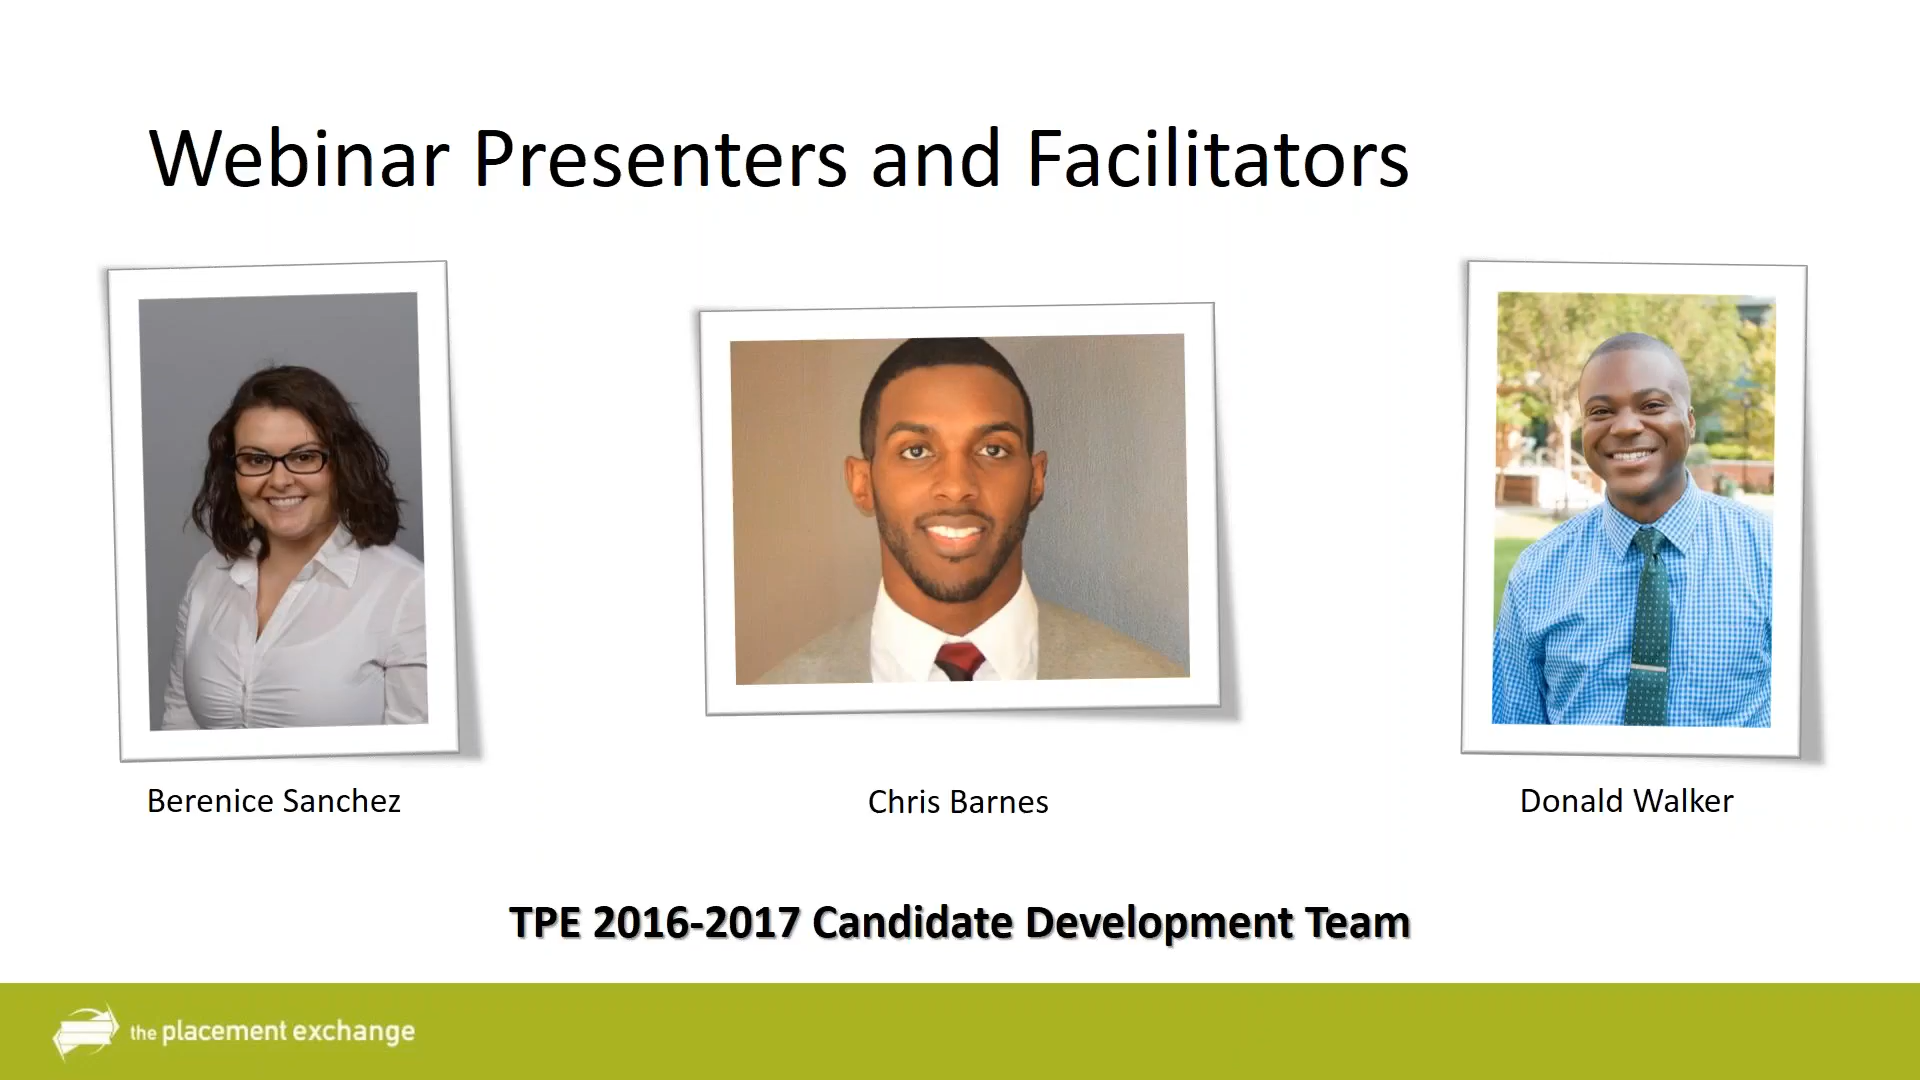 Webinar Presenters and Facilitators
Berenice Sanchez
Chris Barnes
Donald Walker
TPE 2016-2017 Candidate Development Team
the placement exchange